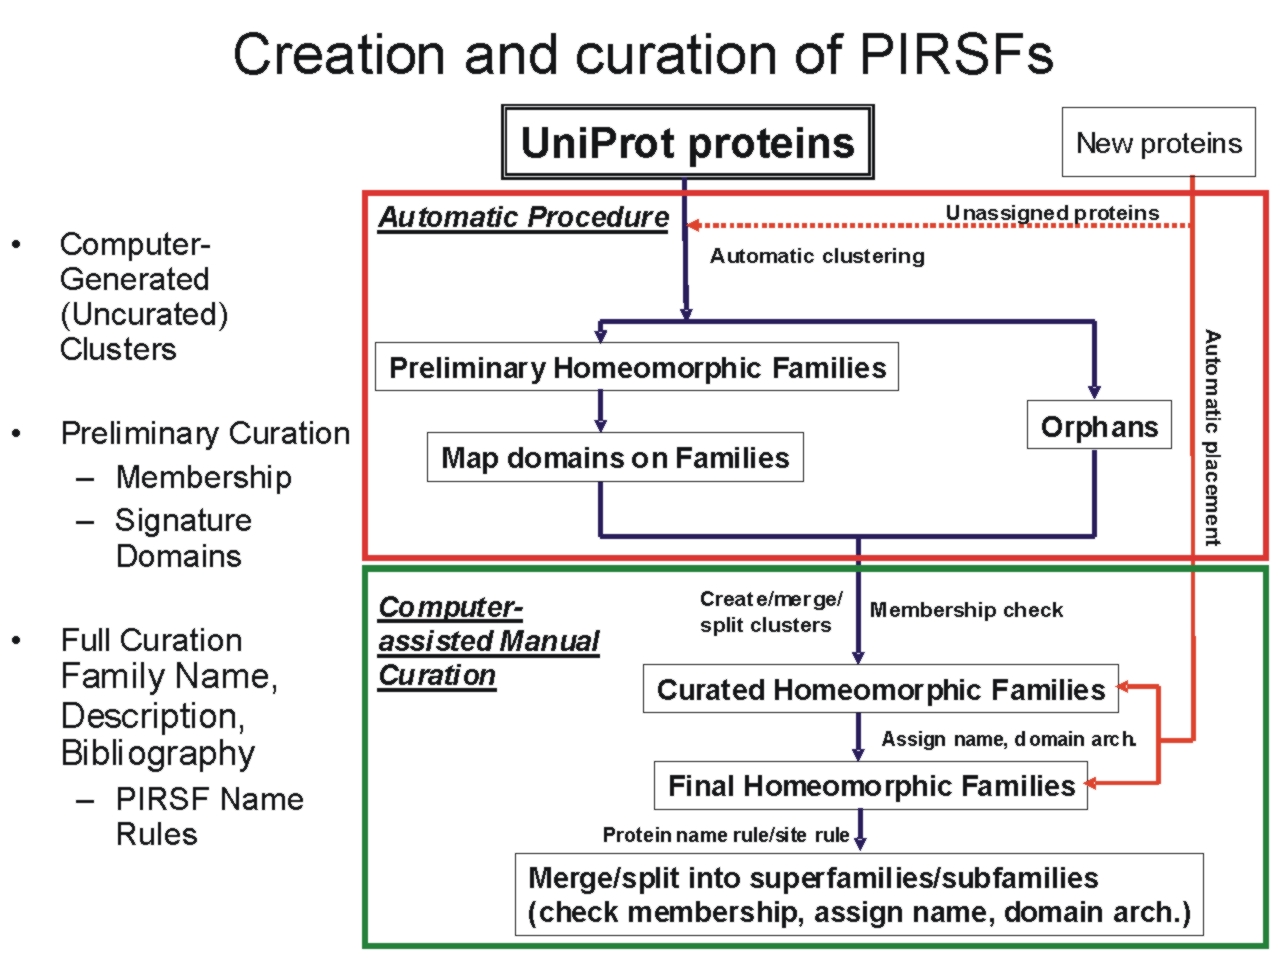 Creation and curation of PIRSFs
UniProt proteins
New proteins
• Computer-
Generated
(Uncurated)
Clusters
• Preliminary Curation
– Membership
– Signature
Domains
• Full Curation
Family Name,
Description,
Bibliography
– PIRSF Name
Rules
Automatic Procedure
Unassigned proteins
Automatic clustering
Preliminary Homeomorphic Families
Orphans
Map domains on Families
Automatic placement
Computer-
assisted Manual
Curation
Create/merge/
split clusters
Membership check
Curated Homeomorphic Families
Assign name, domain arch.
Final Homeomorphic Families
Protein name rule/site rule
Merge/split into superfamilies/subfamilies
(check membership, assign name, domain arch.)